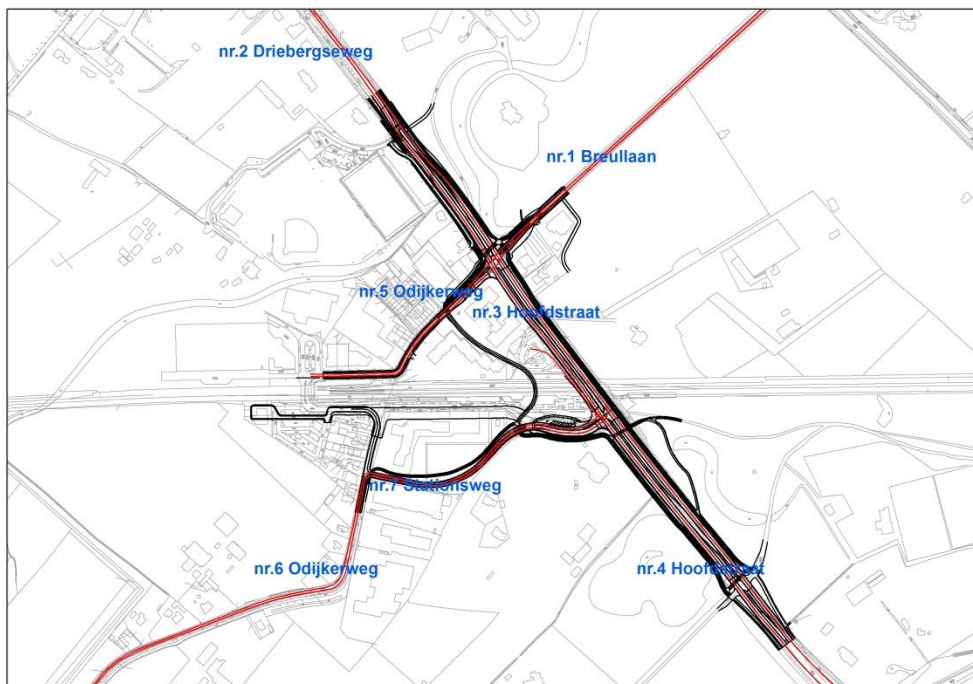 nr.2 Driebergseweg
nr.1 Breullaan
nr.5 Odijkerweg
nr.3 Hoofdstraat
nr.7 Stationsweg
nr.6 Odijkerweg
nr.4 Hoofdstraat